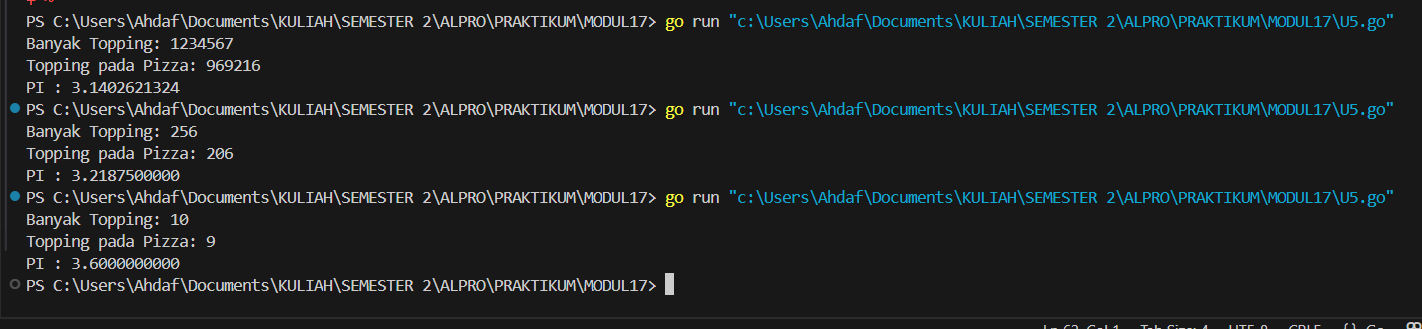 PS C:\Users\Ahdaf\Documents\KULIAH\SEMESTER 2\ALPRO\PRAKTIKUM\MODUL17> go run "c:\Users\Ahdaf\Documents\KULIAH\SEMESTER 2\ALPRO\PRAKTIKUM\MODUL17\U5.go"
Banyak Topping: 1234567
Topping pada Pizza: 969216
PI : 3.1402621324
PS C:\Users\Ahdaf\Documents\KULIAH\SEMESTER 2\ALPRO\PRAKTIKUM\MODUL17> go run "c:\Users\Ahdaf\Documents\KULIAH\SEMESTER 2\ALPRO\PRAKTIKUM\MODUL17\U5.go"
Banyak Topping: 256
Topping pada Pizza: 206
PI : 3.2187500000
PS C:\Users\Ahdaf\Documents\KULIAH\SEMESTER 2\ALPRO\PRAKTIKUM\MODUL17> go run "c:\Users\Ahdaf\Documents\KULIAH\SEMESTER 2\ALPRO\PRAKTIKUM\MODUL17\U5.go"
Banyak Topping: 10
Topping pada Pizza: 9
PI : 3.6000000000
PS C:\Users\Ahdaf\Documents\KULIAH\SEMESTER 2\ALPRO\PRAKTIKUM\MODUL17>